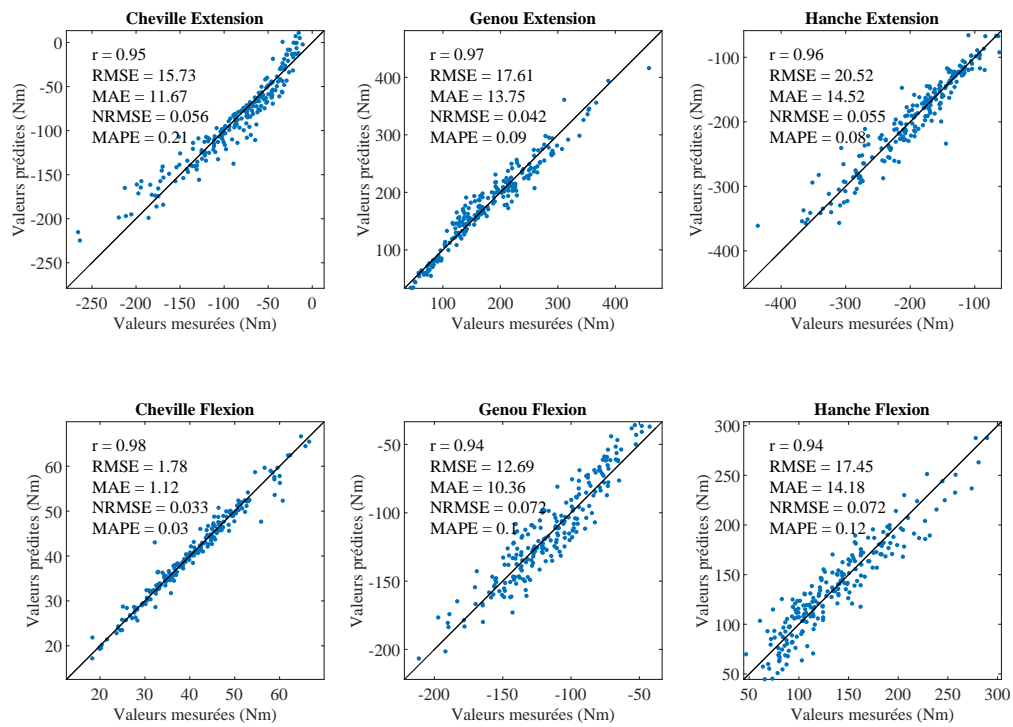 Cheville Extension
r = 0.95
RMSE = 15.73
MAE = 11.67
NRMSE = 0.056
MAPE = 0.21
0
-50
-100
-150
-200
-250
Valeurs prédites (Nm)
-250 -200 -150 -100 -50 0
Valeurs mesurées (Nm)
Genou Extension
r = 0.97
RMSE = 17.61
MAE = 13.75
NRMSE = 0.042
MAPE = 0.09
400
300
200
100
Valeurs prédites (Nm)
100 200 300 400
Valeurs mesurées (Nm)
Hanche Extension
r = 0.96
RMSE = 20.52
MAE = 14.52
NRMSE = 0.055
MAPE = 0.08
-100
-200
-300
-400
Valeurs prédites (Nm)
-400 -300 -200 -100
Valeurs mesurées (Nm)
Cheville Flexion
r = 0.98
RMSE = 1.78
MAE = 1.12
NRMSE = 0.033
MAPE = 0.03
60
50
40
30
20
Valeurs prédites (Nm)
20 30 40 50 60
Valeurs mesurées (Nm)
Genou Flexion
r = 0.94
RMSE = 12.69
MAE = 10.36
NRMSE = 0.072
MAPE = 0.1
-50
-100
-150
-200
Valeurs prédites (Nm)
-200 -150 -100 -50
Valeurs mesurées (Nm)
Hanche Flexion
r = 0.94
RMSE = 17.45
MAE = 14.18
NRMSE = 0.072
MAPE = 0.12
300
250
200
150
100
50
Valeurs prédites (Nm)
50 100 150 200 250 300
Valeurs mesurées (Nm)